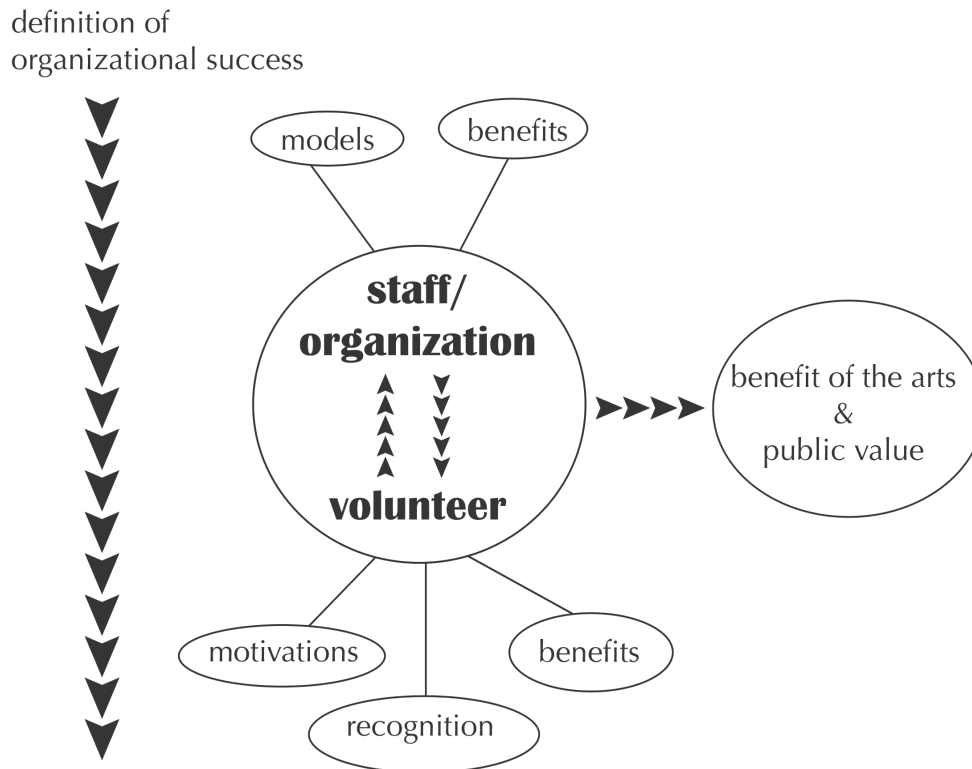 definition of
organizational success
models
benefits
staff/
organization
volunteer
benefit of the arts
&
public value
motivations
benefits
recognition